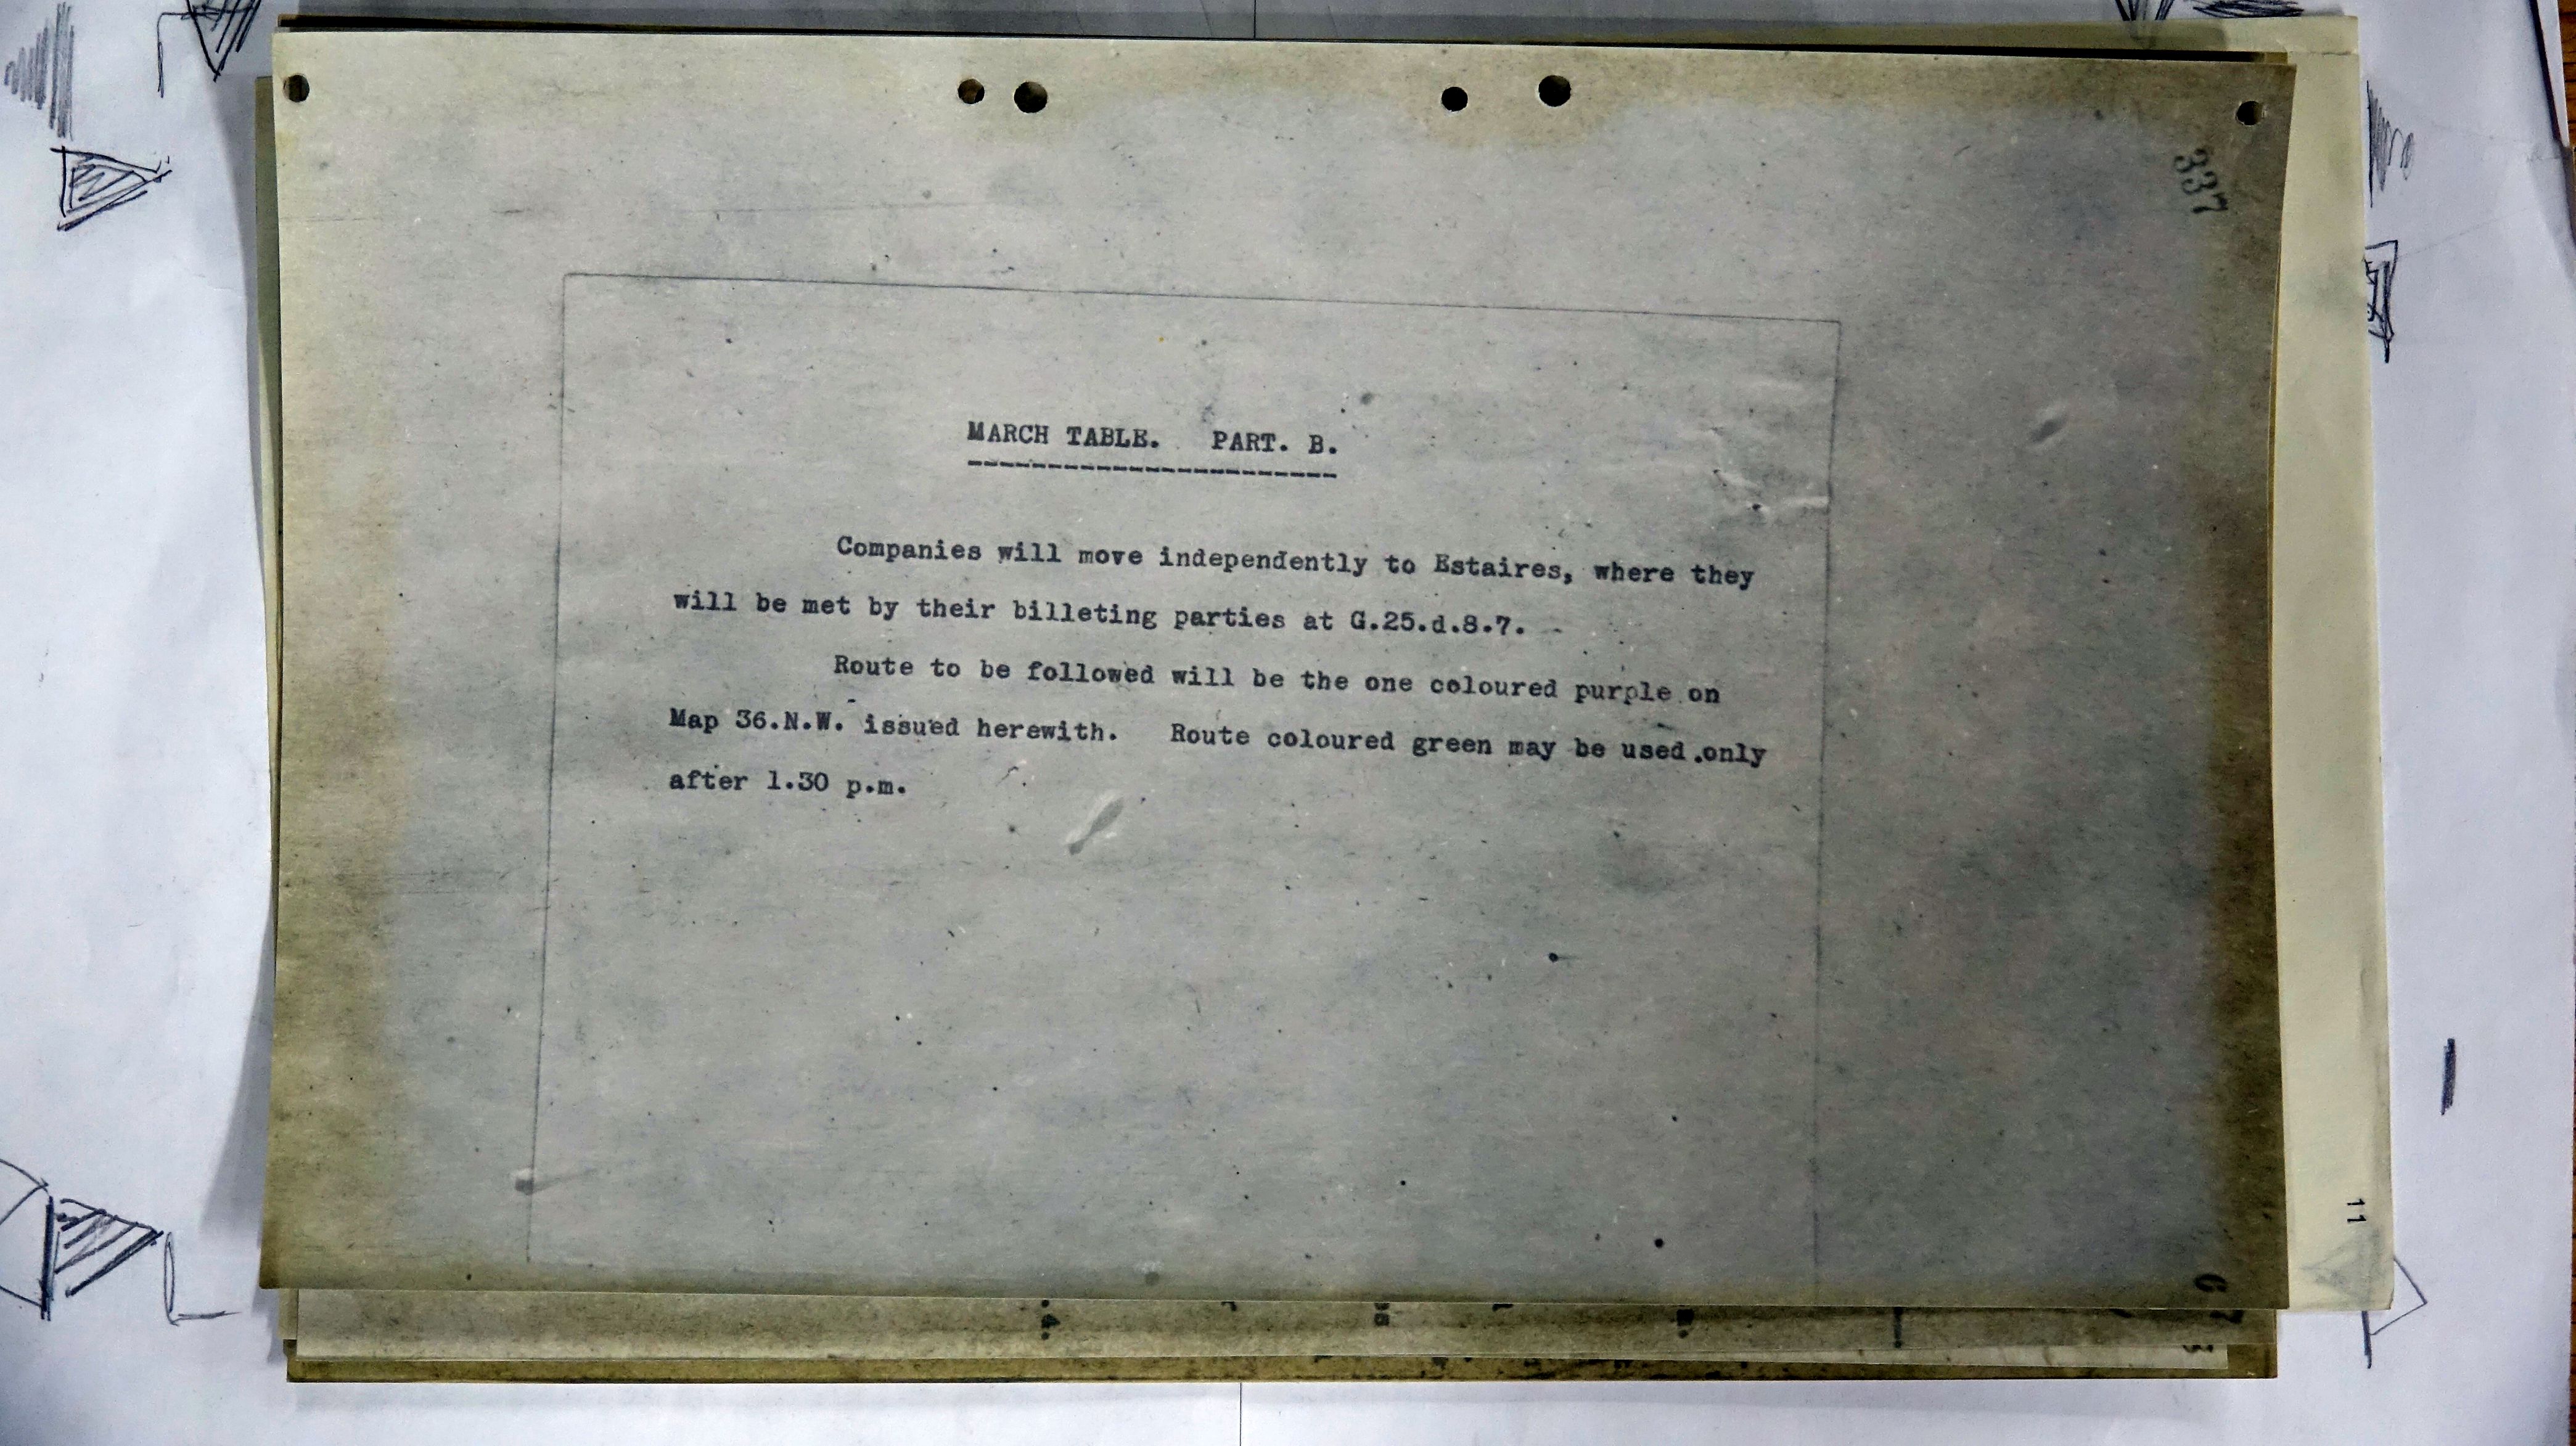 337
MARCH TABLE. PART. B.
Companies will move independently to Estaires, where they
will be met by their billeting parties at G.25.d.8.7.
Route to be followed will be the one coloured purple on
Map 36.N.W. issued herewith. Route coloured green may be used only
after 1.30 p.m.
11